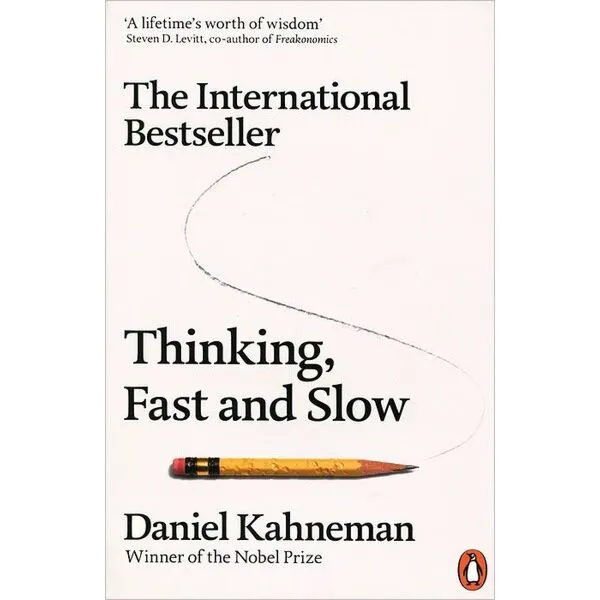 ‘A lifetime’s worth of wisdom’
Steven D. Levitt, co-author of Freakonomics
The International
Bestseller
Thinking,
Fast and Slow
Daniel Kahneman
Winner of the Nobel Prize